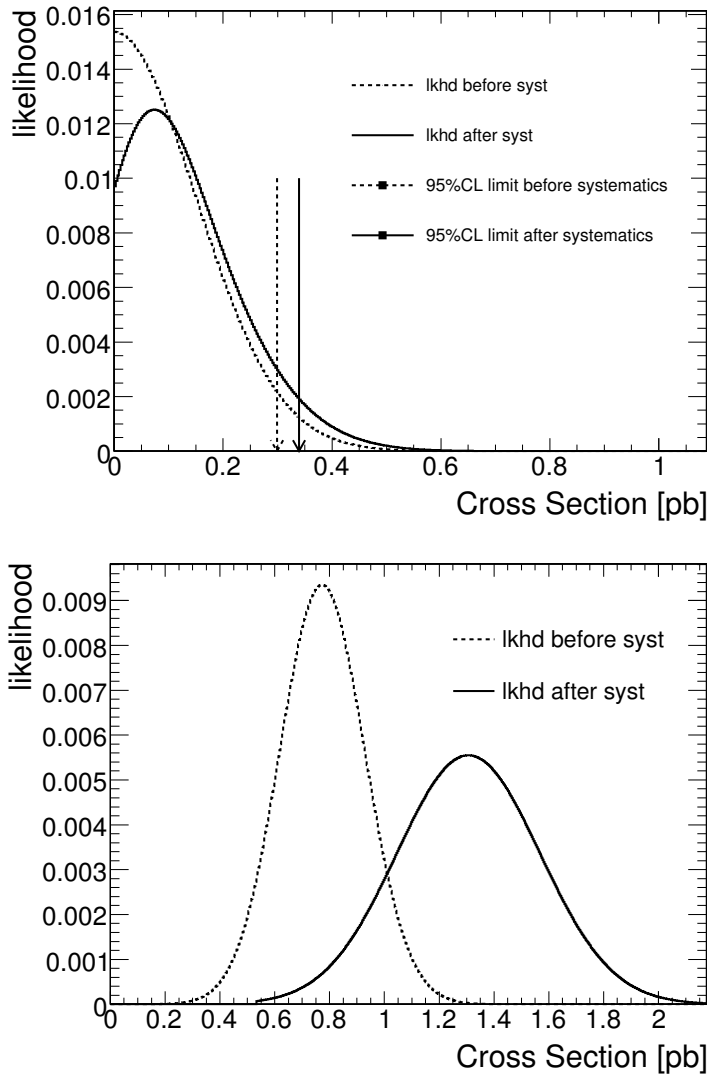 likelihood
0.016
0.014
0.012
0.01
0.008
0.006
0.004
0.002
0
lkhd before syst
lkhd after syst
95%CL limit before systematics
95%CL limit after systematics
0 0.2 0.4 0.6 0.8 1
Cross Section [pb]
likelihood
0.009
0.008
0.007
0.006
0.005
0.004
0.003
0.002
0.001
0
lkhd before syst
lkhd after syst
0 0.2 0.4 0.6 0.8 1 1.2 1.4 1.6 1.8 2
Cross Section [pb]